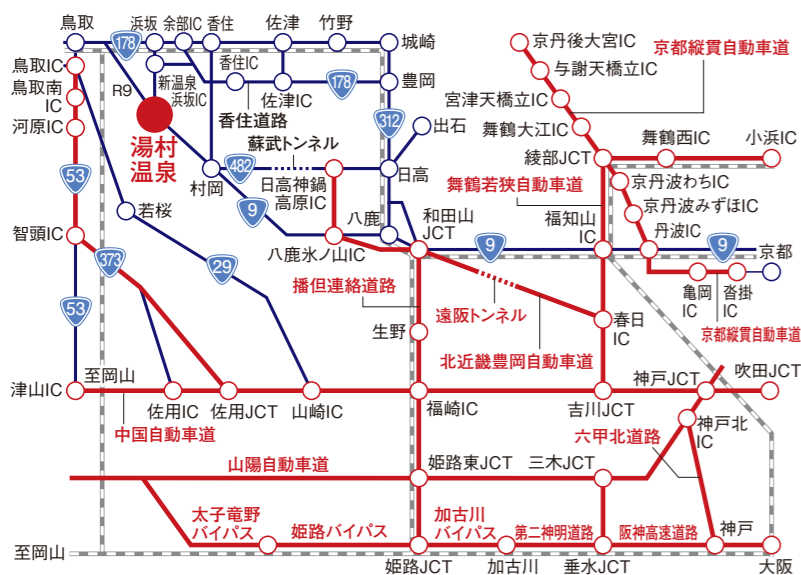 鳥取
浜坂
余部IC
香住
佐津
竹野
城崎
178
鳥取IC
鳥取南
IC
河原IC
R9
新温泉
浜坂IC
香住IC
佐津IC
178
豊岡
香住道路
312
出石
湯村
温泉
蘇武トンネル
482
村岡
日高神鍋
高原IC
日高
53
9
若桜
智頭IC
373
29
八鹿
八鹿氷ノ山IC
和田山
JCT
9
福知山
IC
9
京都
京丹後大宮IC
京都縦貫自動車道
与謝天橋立IC
宮津天橋立IC
舞鶴大江IC
綾部JCT
舞鶴西IC
小浜IC
舞鶴若狭自動車道
京丹波わちIC
京丹波みずほIC
丹波IC
亀岡
IC
沓掛
IC
京都縦貫自動車道
播但連絡道路
遠阪トンネル
生野
北近畿豊岡自動車道
春日
IC
53
津山IC
至岡山
佐用IC
佐用JCT
山崎IC
福崎IC
吉川JCT
神戸JCT
吹田JCT
中国自動車道
神戸北
IC
六甲北道路
山陽自動車道
姫路東JCT
三木JCT
太子竜野
バイパス
姫路バイパス
加古川
バイパス
第二神明道路
阪神高速道路
神戸
至岡山
姫路JCT
加古川
垂水JCT
大阪